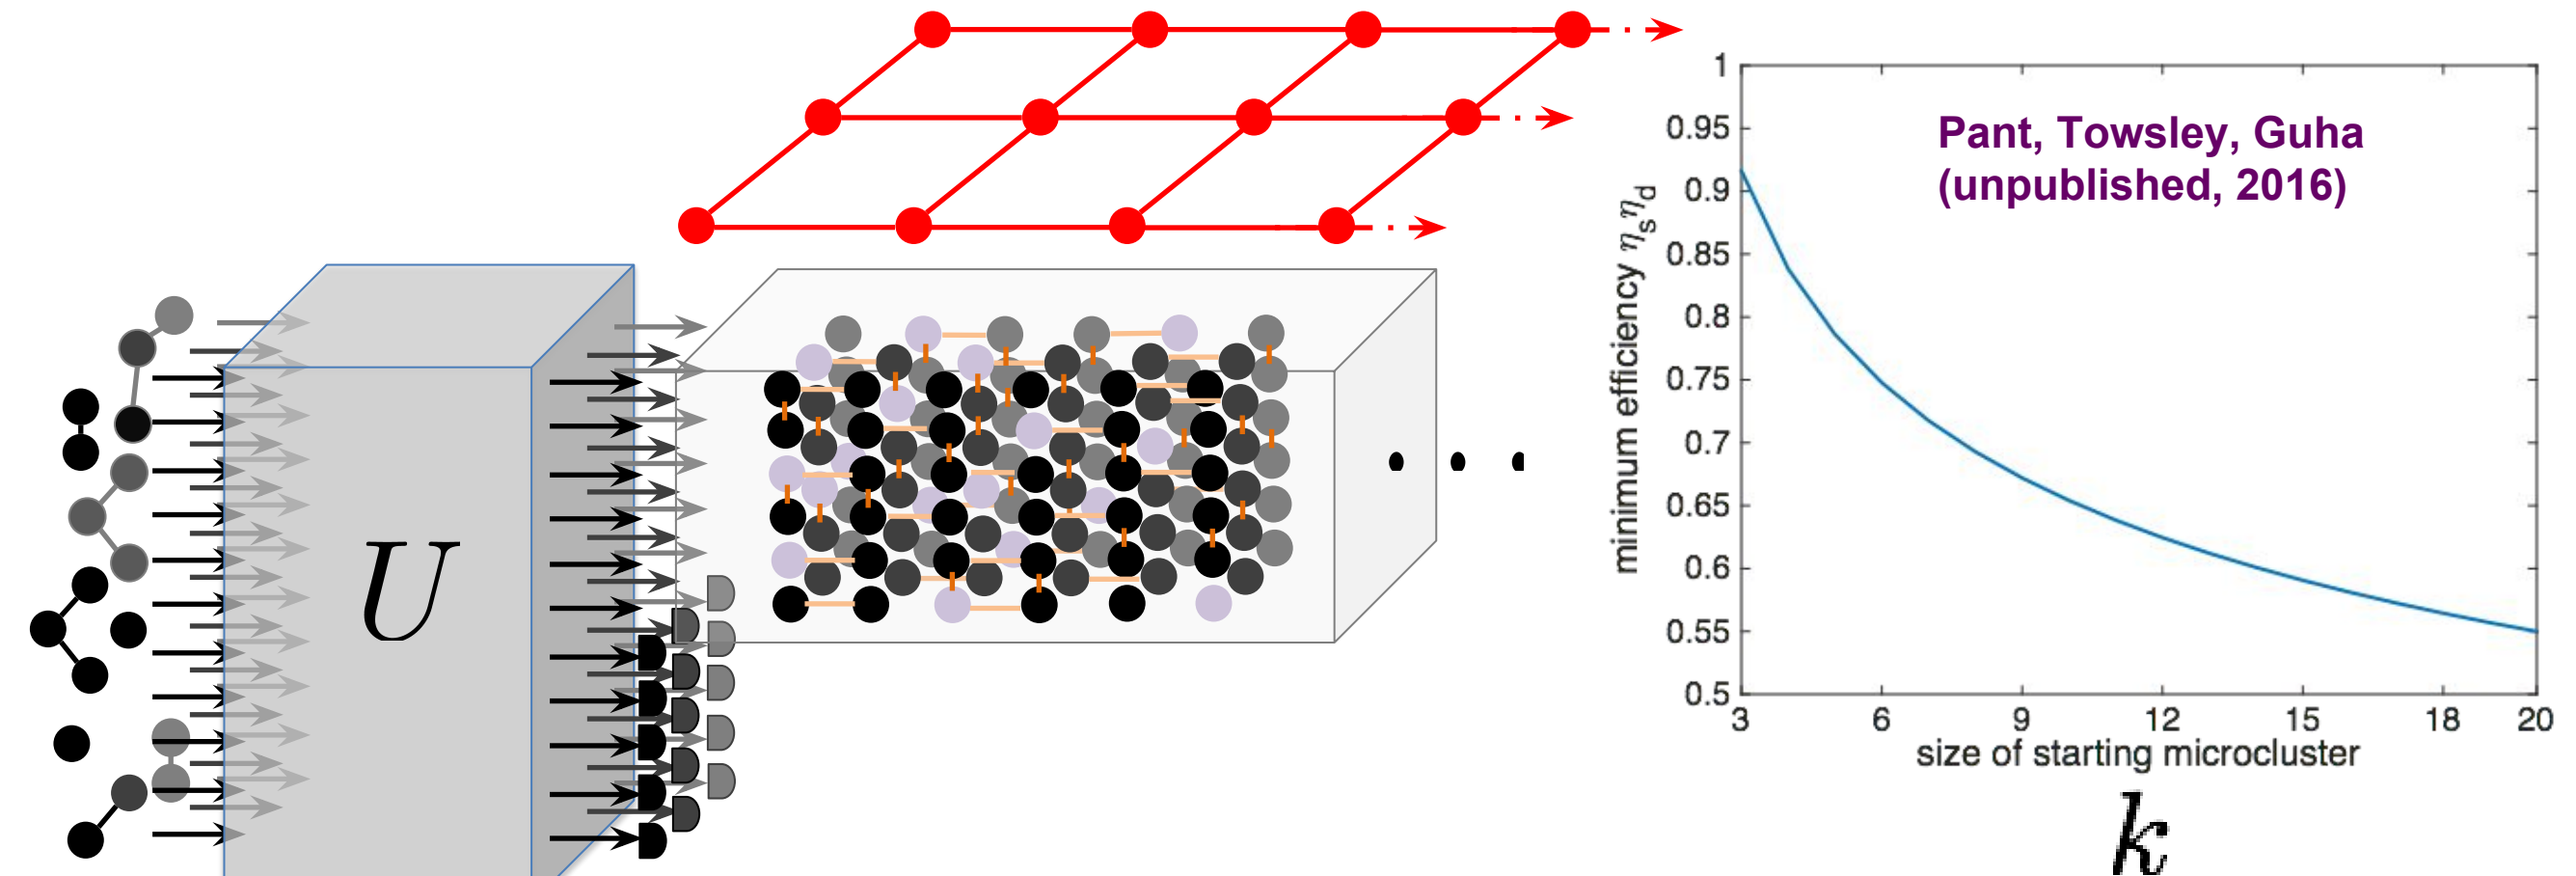 U
Pant, Towsley, Guha
(unpublished, 2016)
minimum efficiency ηsηd
1
0.95
0.9
0.85
0.8
0.75
0.7
0.65
0.6
0.55
0.5
3 6 9 12 15 18 20
size of starting microcluster
k